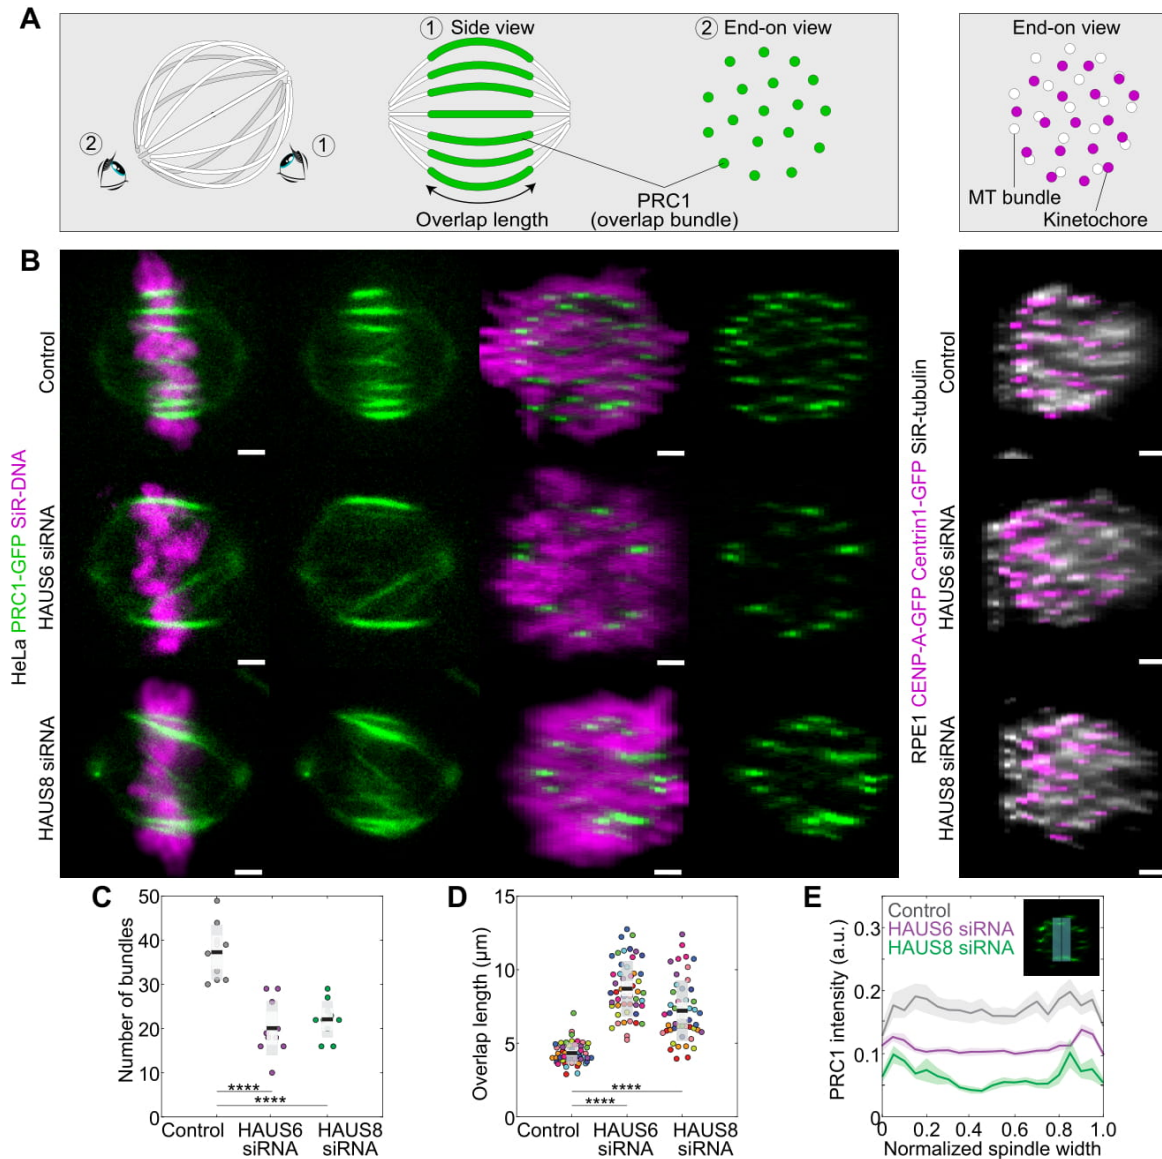 A
① Side view
② End-on view
End-on view
②
①
Overlap length
PRC1
(overlap bundle)
MT bundle
Kinetochore
B
HeLa PRC1-GFP SiR-DNA
Control
HAUS6 siRNA
HAUS8 siRNA
RPE1 CENP-A-GFP Centrin1-GFP SiR-tubulin
Control
HAUS6 siRNA
HAUS8 siRNA
C
Number of bundles
50
40
30
20
10
0
****
****
Control
HAUS6
siRNA
HAUS8
siRNA
D
Overlap length (µm)
15
10
5
0
****
****
Control
HAUS6
siRNA
HAUS8
siRNA
E
PRC1 intensity (a.u.)
0.3
0.2
0.1
0
Control
HAUS6 siRNA
HAUS8 siRNA
0
0.2
0.4
0.6
0.8
1.0
Normalized spindle width